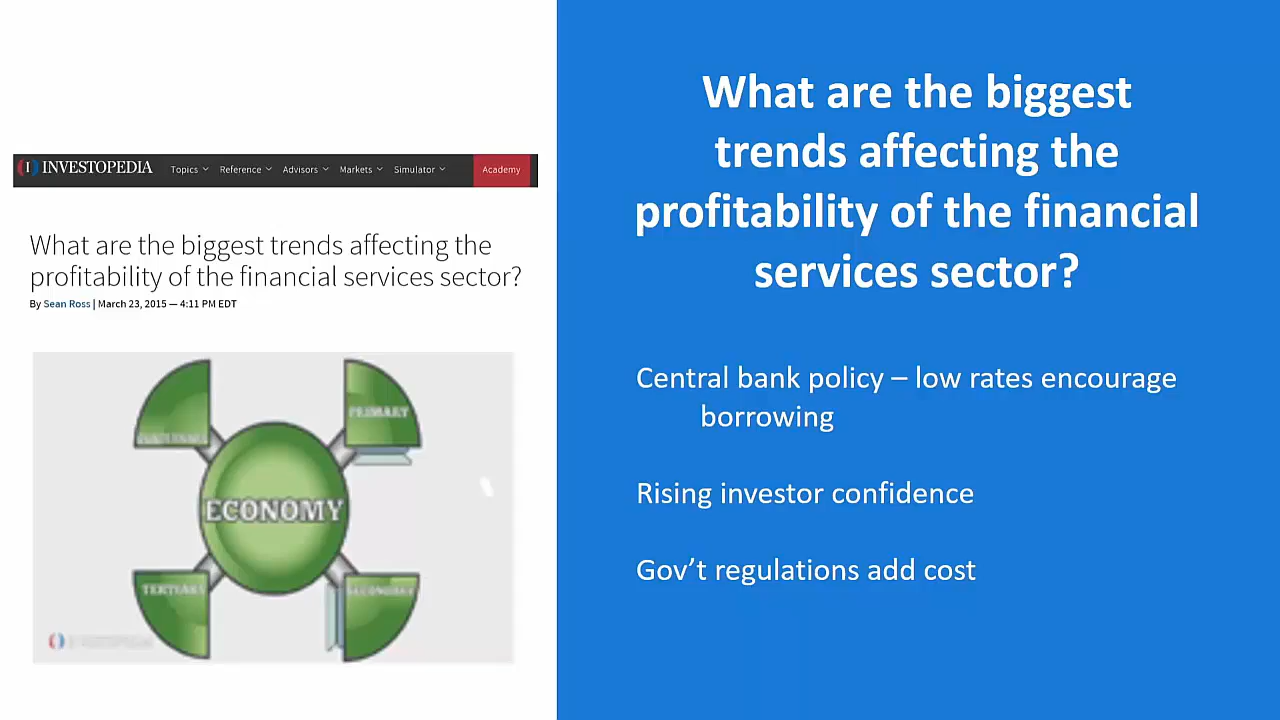 INVESTOPEDIA Topics Reference Advisors Markets Simulator Academy
What are the biggest trends affecting the
profitability of the financial services sector?
By Sean Ross | March 23, 2015 — 4:11 PM EDT
PRIMARY
ECONOMY
TERTIARY
SECONDARY
What are the biggest
trends affecting the
profitability of the financial
services sector?
Central bank policy – low rates encourage
borrowing
Rising investor confidence
Gov’t regulations add cost